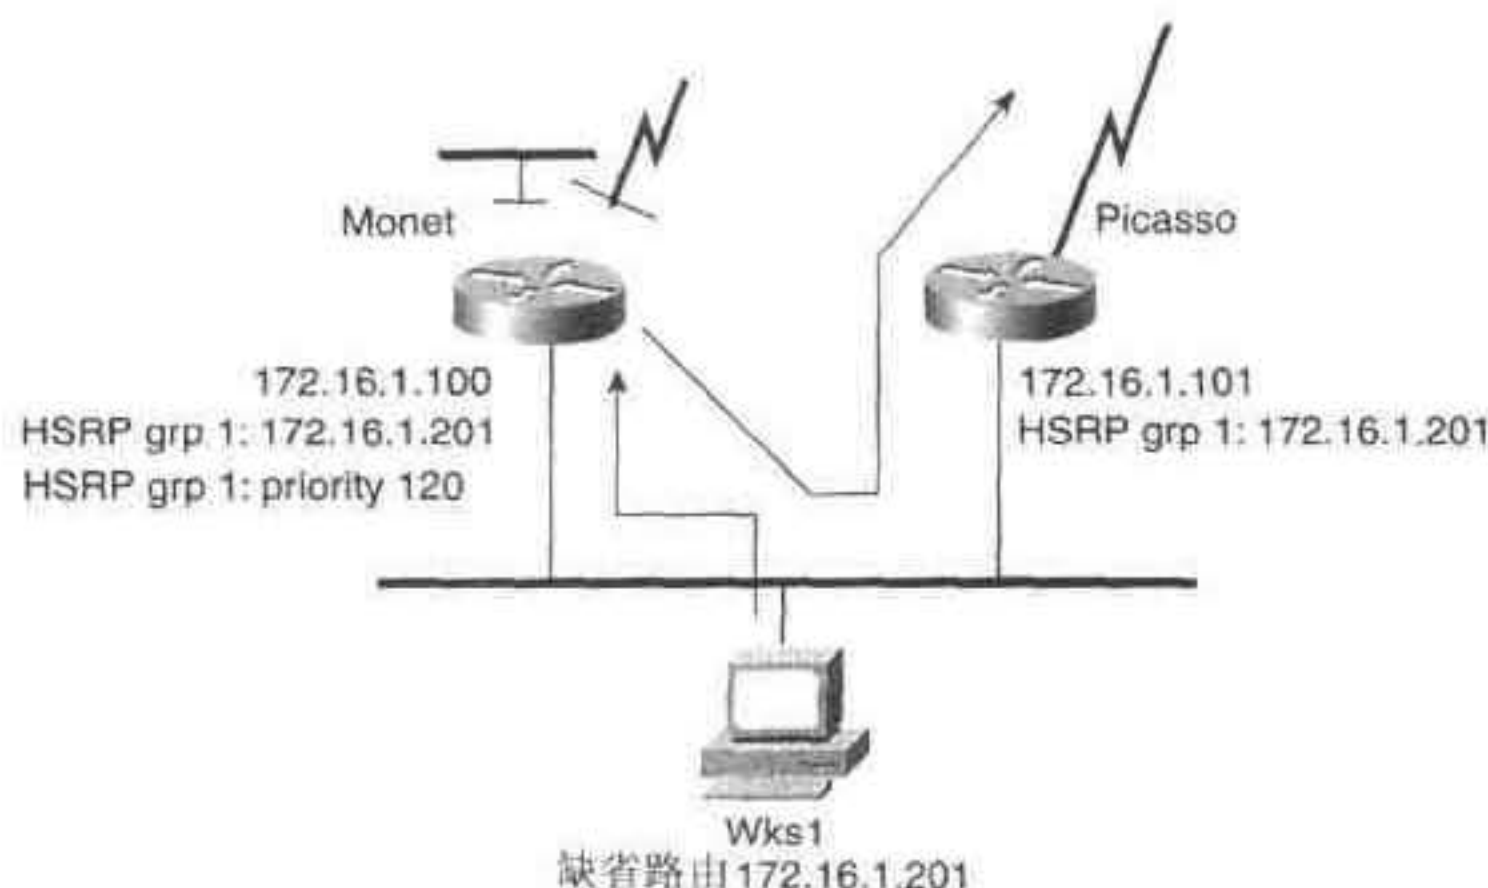 Monet
Picasso
172.16.1.100
HSRP grp 1: 172.16.1.201
HSRP grp 1: priority 120
172.16.1.101
HSRP grp 1: 172.16.1.201
Wks1
缺省路由172.16.1.201